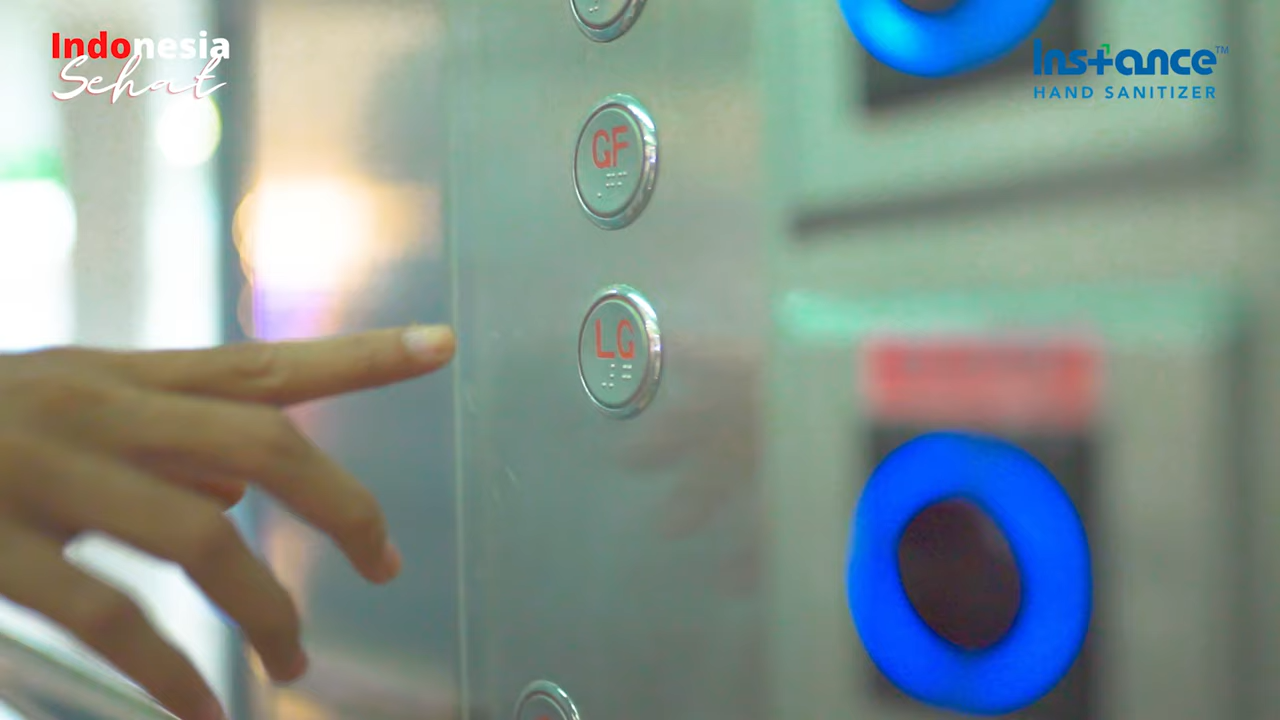 Indonesia
Sehat
Instance™
HAND SANITIZER
GF
LG